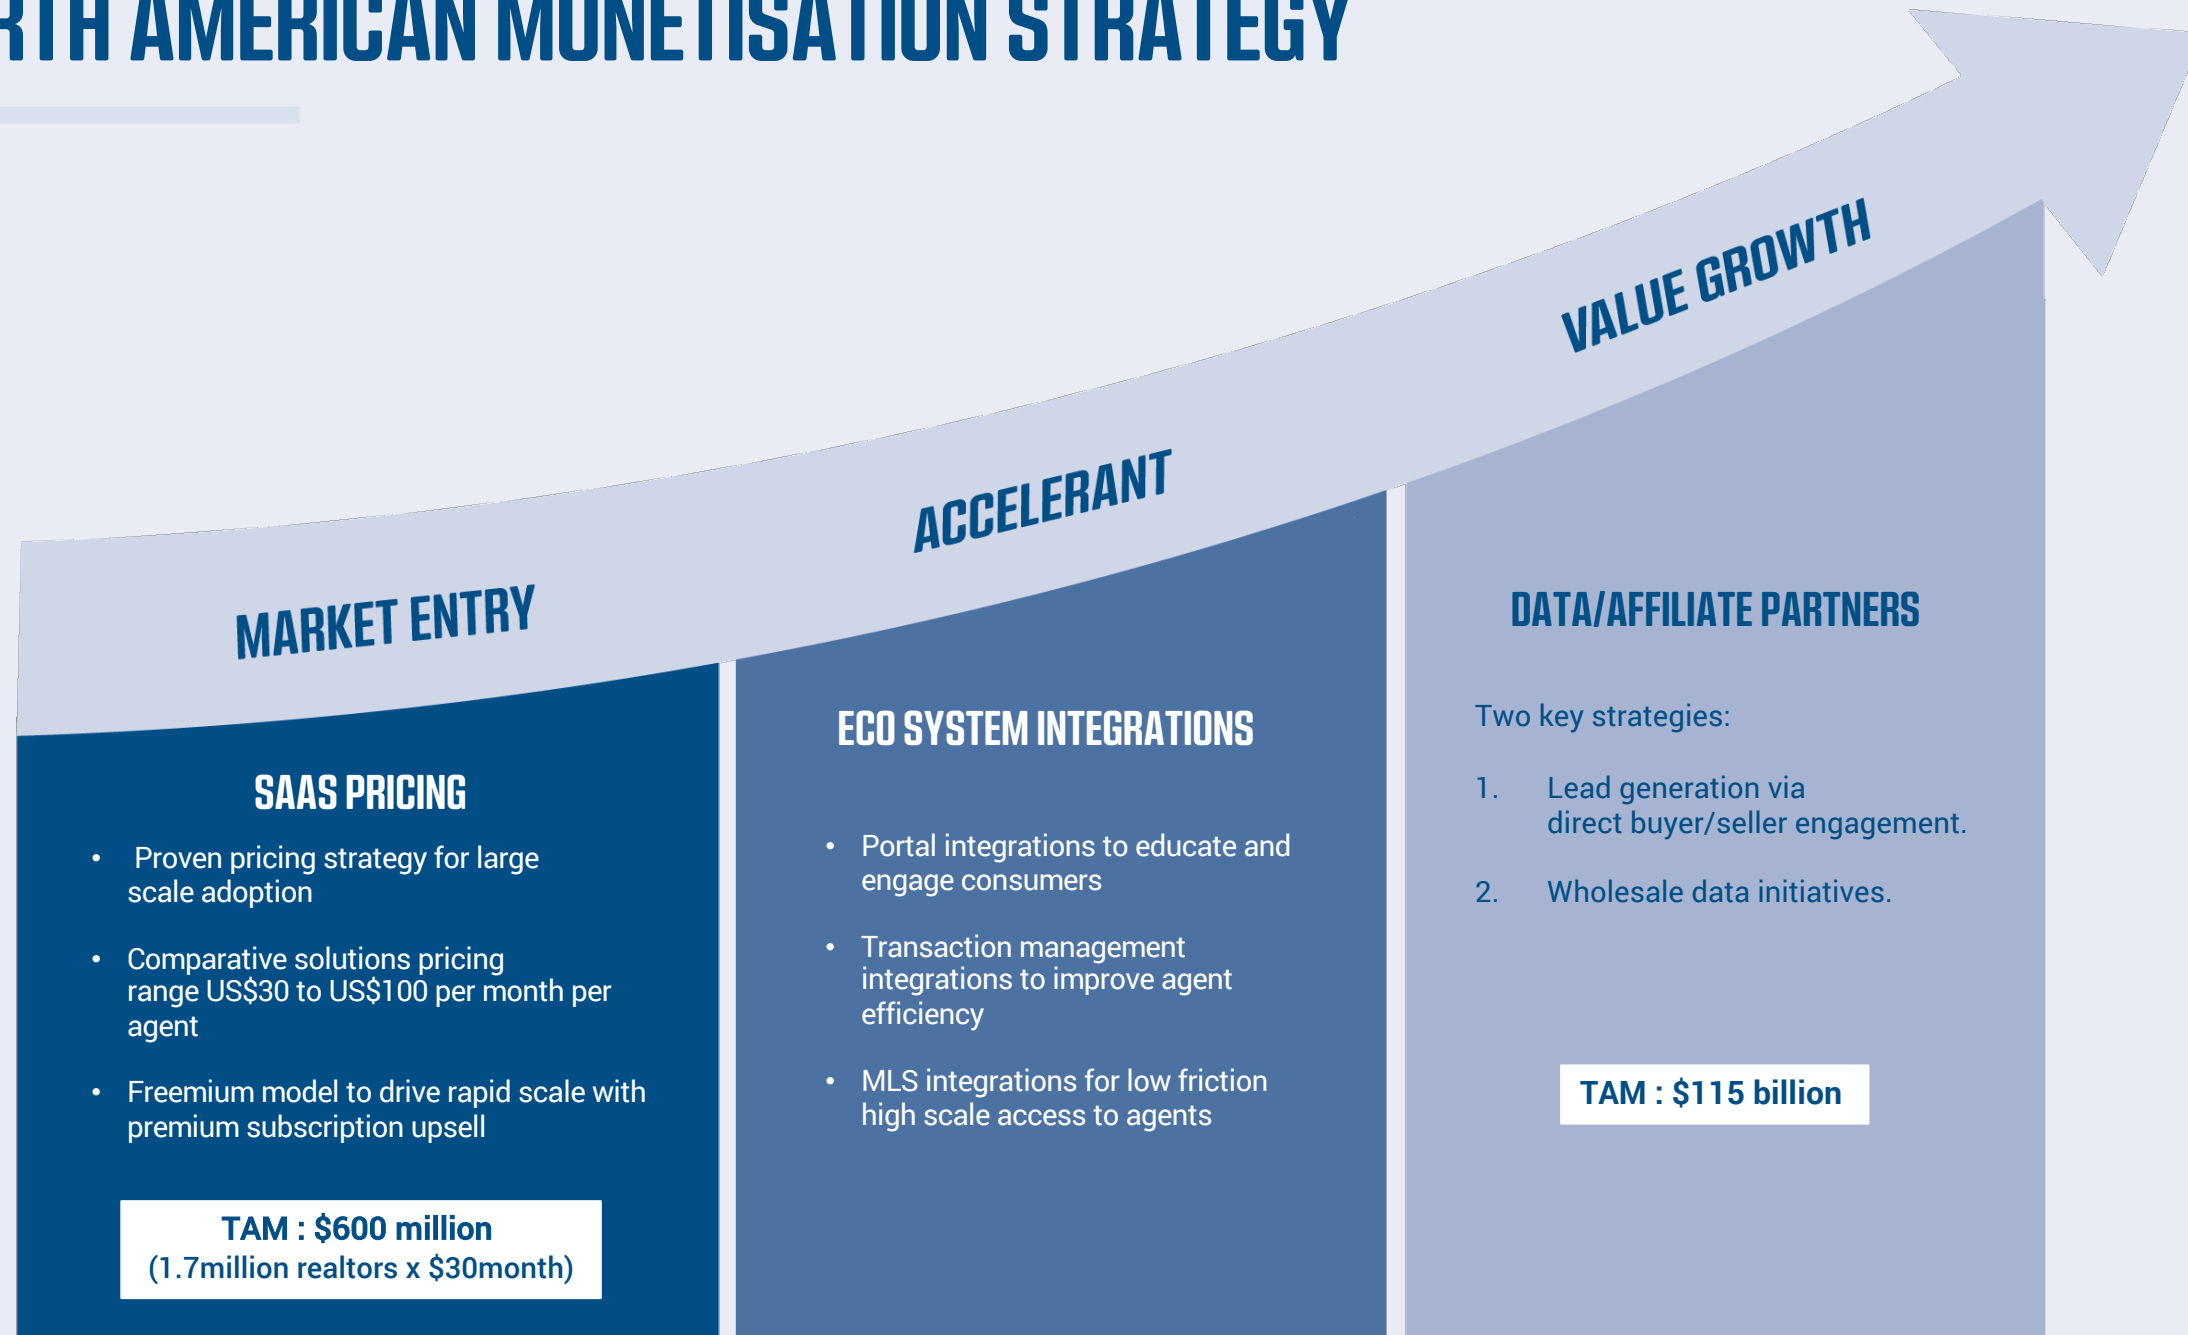 RTH AMERICAN MONETISATION STRATEGY
MARKET ENTRY
ACCELERANT
VALUE GROWTH
SAAS PRICING
• Proven pricing strategy for large
scale adoption
• Comparative solutions pricing
range US$30 to US$100 per month per
agent
• Freemium model to drive rapid scale with
premium subscription upsell
TAM : $600 million
(1.7million realtors x $30month)
ECO SYSTEM INTEGRATIONS
• Portal integrations to educate and
engage consumers
• Transaction management
integrations to improve agent
efficiency
• MLS integrations for low friction
high scale access to agents
DATA/AFFILIATE PARTNERS
Two key strategies:
1. Lead generation via
direct buyer/seller engagement.
2. Wholesale data initiatives.
TAM : $115 billion